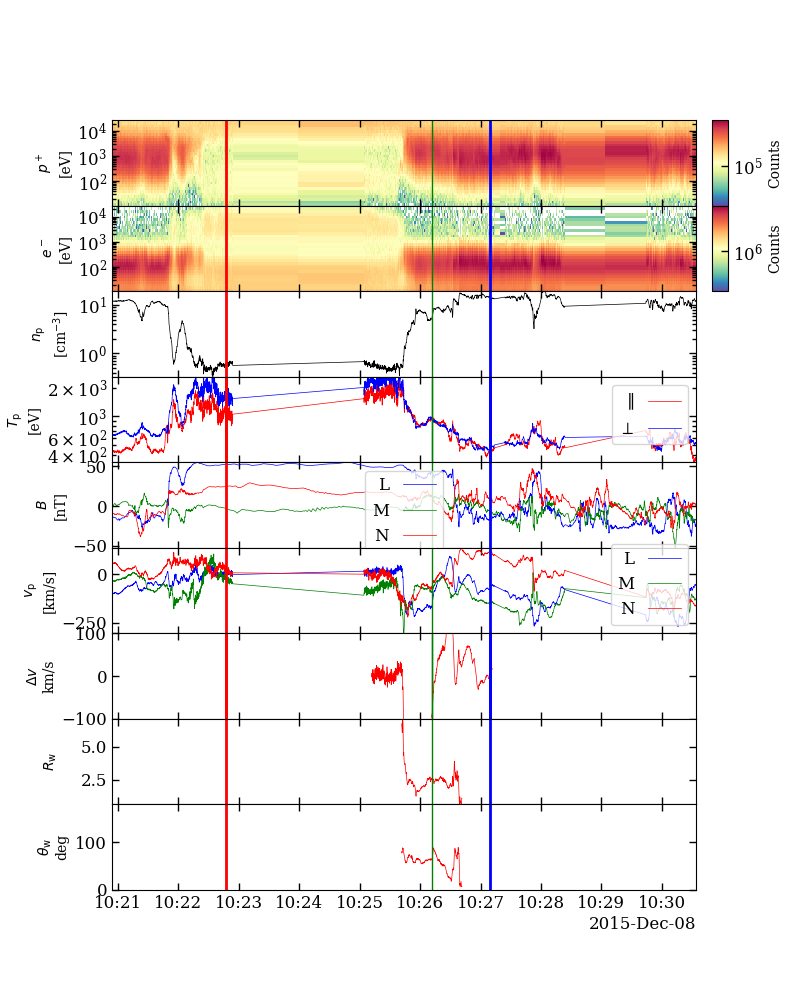 10⁴
10³
10²
p⁺
[eV]
10⁵
Counts
10⁴
10³
10²
e⁻
[eV]
10⁶
Counts
10¹
10⁰
nₚ
[cm⁻³]
2 × 10³
10³
6 × 10²
4 × 10²
Tₚ
[eV]
∥
⊥
50
0
−50
B
[nT]
L
M
N
0
−250
vₚ
[km/s]
L
M
N
100
0
−100
Δv
km/s
5.0
2.5
R_w
100
0
θ_w
deg
10:21 10:22 10:23 10:24 10:25 10:26 10:27 10:28 10:29 10:30
2015-Dec-08